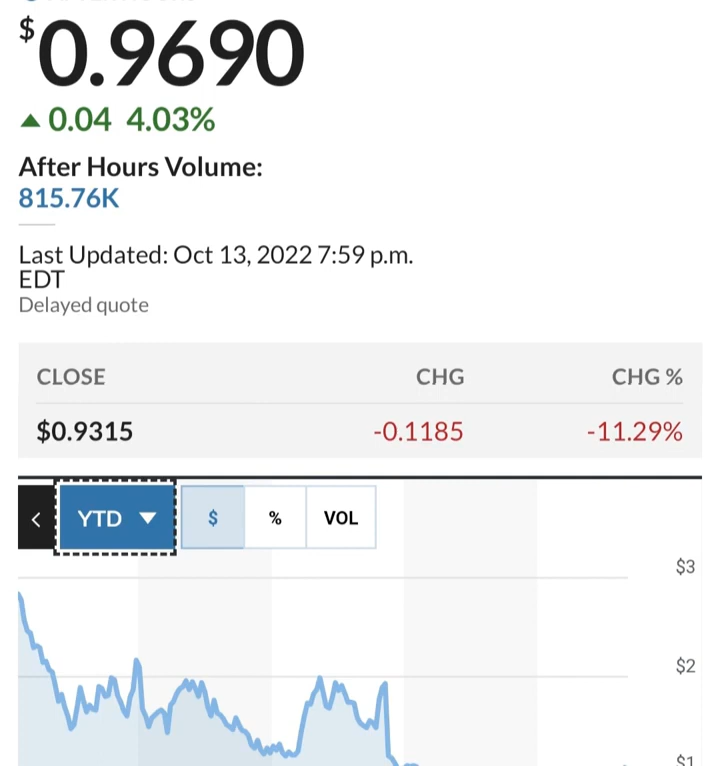 $0.9690
▲ 0.04 4.03%
After Hours Volume:
815.76K
Last Updated: Oct 13, 2022 7:59 p.m.
EDT
Delayed quote
CLOSE CHG CHG %
$0.9315 -0.1185 -11.29%
YTD $ % VOL
$3
$2
$1